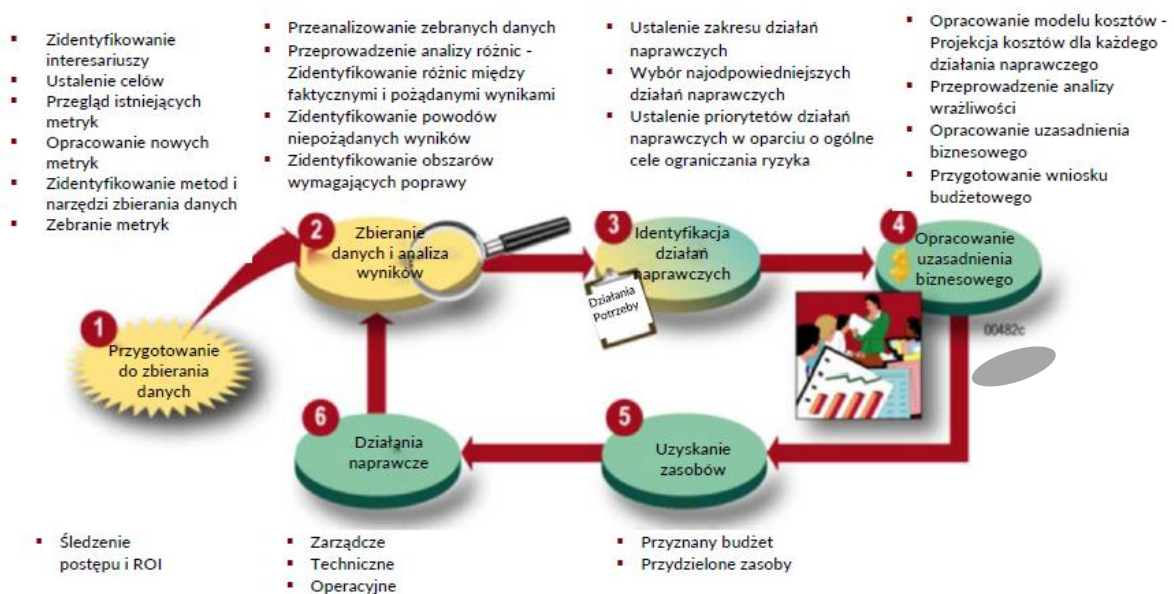 Zidentyfikowanie
interesariuszy
Ustalenie celów
Przegląd istniejących
metryk
Opracowanie nowych
metryk
Zidentyfikowanie metod i
narzędzi zbierania danych
Zebranie metryk
Przeanalizowanie zebranych danych
Przeprowadzenie analizy różnic -
Zidentyfikowanie różnic między
faktycznymi i pożądanymi wynikami
Zidentyfikowanie powodów
niepożądanych wyników
Zidentyfikowanie obszarów
wymagających poprawy
Ustalenie zakresu działań
naprawczych
Wybór najodpowiedniejszych
działań naprawczych
Ustalenie priorytetów działań
naprawczych w oparciu o ogólne
cele ograniczania ryzyka
Opracowanie modelu kosztów -
Projekcja kosztów dla każdego
działania naprawczego
Przeprowadzenie analizy
wrażliwości
Opracowanie uzasadnienia
biznesowego
Przygotowanie wniosku
budżetowego
1
Przygotowanie
do zbierania
danych
2
Zbieranie
danych i analiza
wyników
3
Identyfikacja
działań
naprawczych
Działania
Potrzeby
4
Opracowanie
uzasadnienia
biznesowego
00482c
5
Uzyskanie
zasobów
6
Działania
naprawcze
Śledzenie
postępu i ROI
Zarządcze
Techniczne
Operacyjne
Przyznany budżet
Przydzielone zasoby